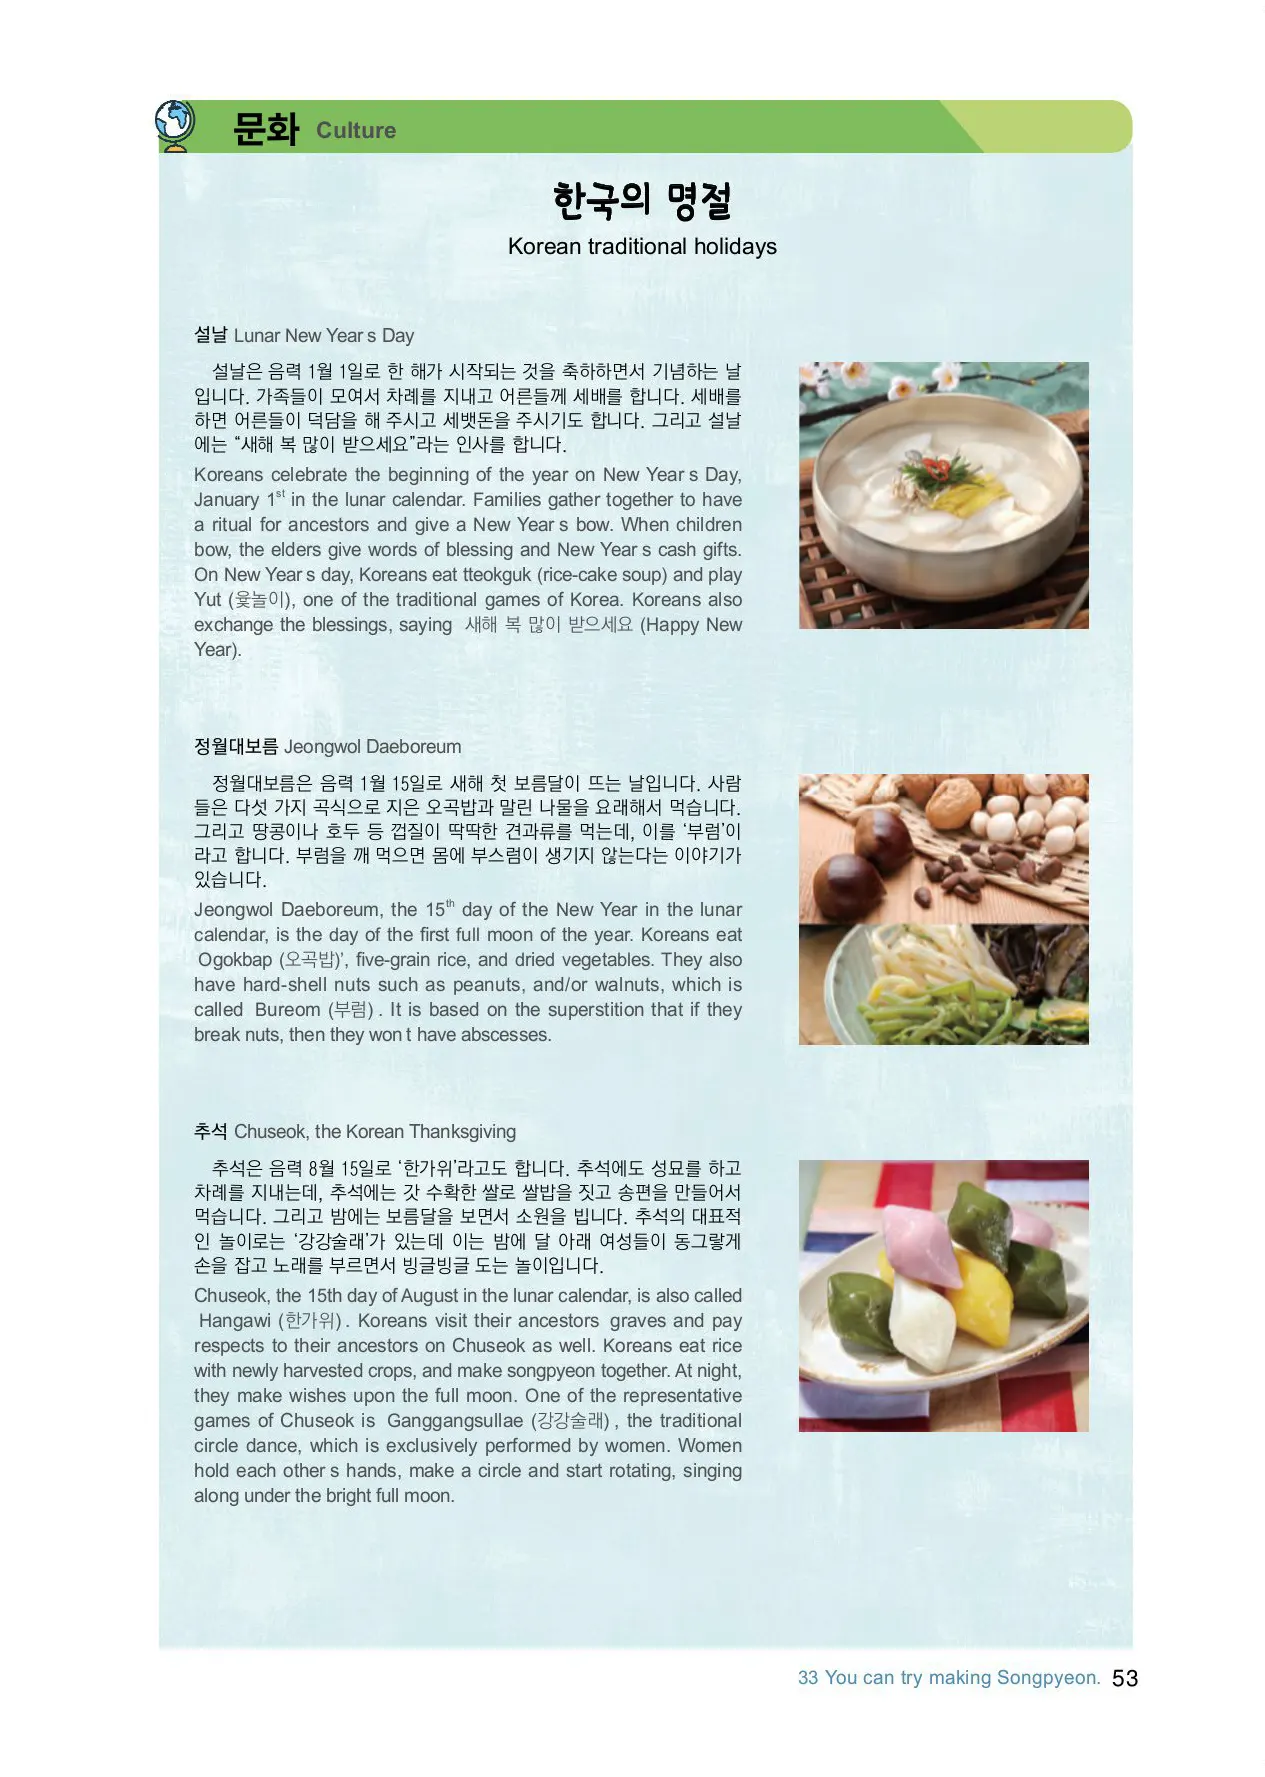 문화 Culture
한국의 명절
Korean traditional holidays
설날 Lunar New Year s Day
설날은 음력 1월 1일로 한 해가 시작되는 것을 축하하면서 기념하는 날
입니다. 가족들이 모여서 차례를 지내고 어른들께 세배를 합니다. 세배를
하면 어른들이 덕담을 해 주시고 세뱃돈을 주시기도 합니다. 그리고 설날
에는 “새해 복 많이 받으세요”라는 인사를 합니다.
Koreans celebrate the beginning of the year on New Year s Day,
January 1st in the lunar calendar. Families gather together to have
a ritual for ancestors and give a New Year s bow. When children
bow, the elders give words of blessing and New Year s cash gifts.
On New Year s day, Koreans eat tteokguk (rice-cake soup) and play
Yut (윷놀이), one of the traditional games of Korea. Koreans also
exchange the blessings, saying 새해 복 많이 받으세요 (Happy New
Year).
정월대보름 Jeongwol Daeboreum
정월대보름은 음력 1월 15일로 새해 첫 보름달이 뜨는 날입니다. 사람
들은 다섯 가지 곡식으로 지은 오곡밥과 말린 나물을 요래해서 먹습니다.
그리고 땅콩이나 호두 등 껍질이 딱딱한 견과류를 먹는데, 이를 ‘부럼’이
라고 합니다. 부럼을 깨 먹으면 몸에 부스럼이 생기지 않는다는 이야기가
있습니다.
Jeongwol Daeboreum, the 15th day of the New Year in the lunar
calendar, is the day of the first full moon of the year. Koreans eat
Ogokbap (오곡밥)’, five-grain rice, and dried vegetables. They also
have hard-shell nuts such as peanuts, and/or walnuts, which is
called Bureom (부럼) . It is based on the superstition that if they
break nuts, then they won t have abscesses.
추석 Chuseok, the Korean Thanksgiving
추석은 음력 8월 15일로 ‘한가위’라고도 합니다. 추석에도 성묘를 하고
차례를 지내는데, 추석에는 갓 수확한 쌀로 쌀밥을 짓고 송편을 만들어서
먹습니다. 그리고 밤에는 보름달을 보면서 소원을 빕니다. 추석의 대표적
인 놀이로는 ‘강강술래’가 있는데 이는 밤에 달 아래 여성들이 동그랗게
손을 잡고 노래를 부르면서 빙글빙글 도는 놀이입니다.
Chuseok, the 15th day of August in the lunar calendar, is also called
Hangawi (한가위) . Koreans visit their ancestors graves and pay
respects to their ancestors on Chuseok as well. Koreans eat rice
with newly harvested crops, and make songpyeon together. At night,
they make wishes upon the full moon. One of the representative
games of Chuseok is Ganggangsullae (강강술래) , the traditional
circle dance, which is exclusively performed by women. Women
hold each other s hands, make a circle and start rotating, singing
along under the bright full moon.
33 You can try making Songpyeon. 53